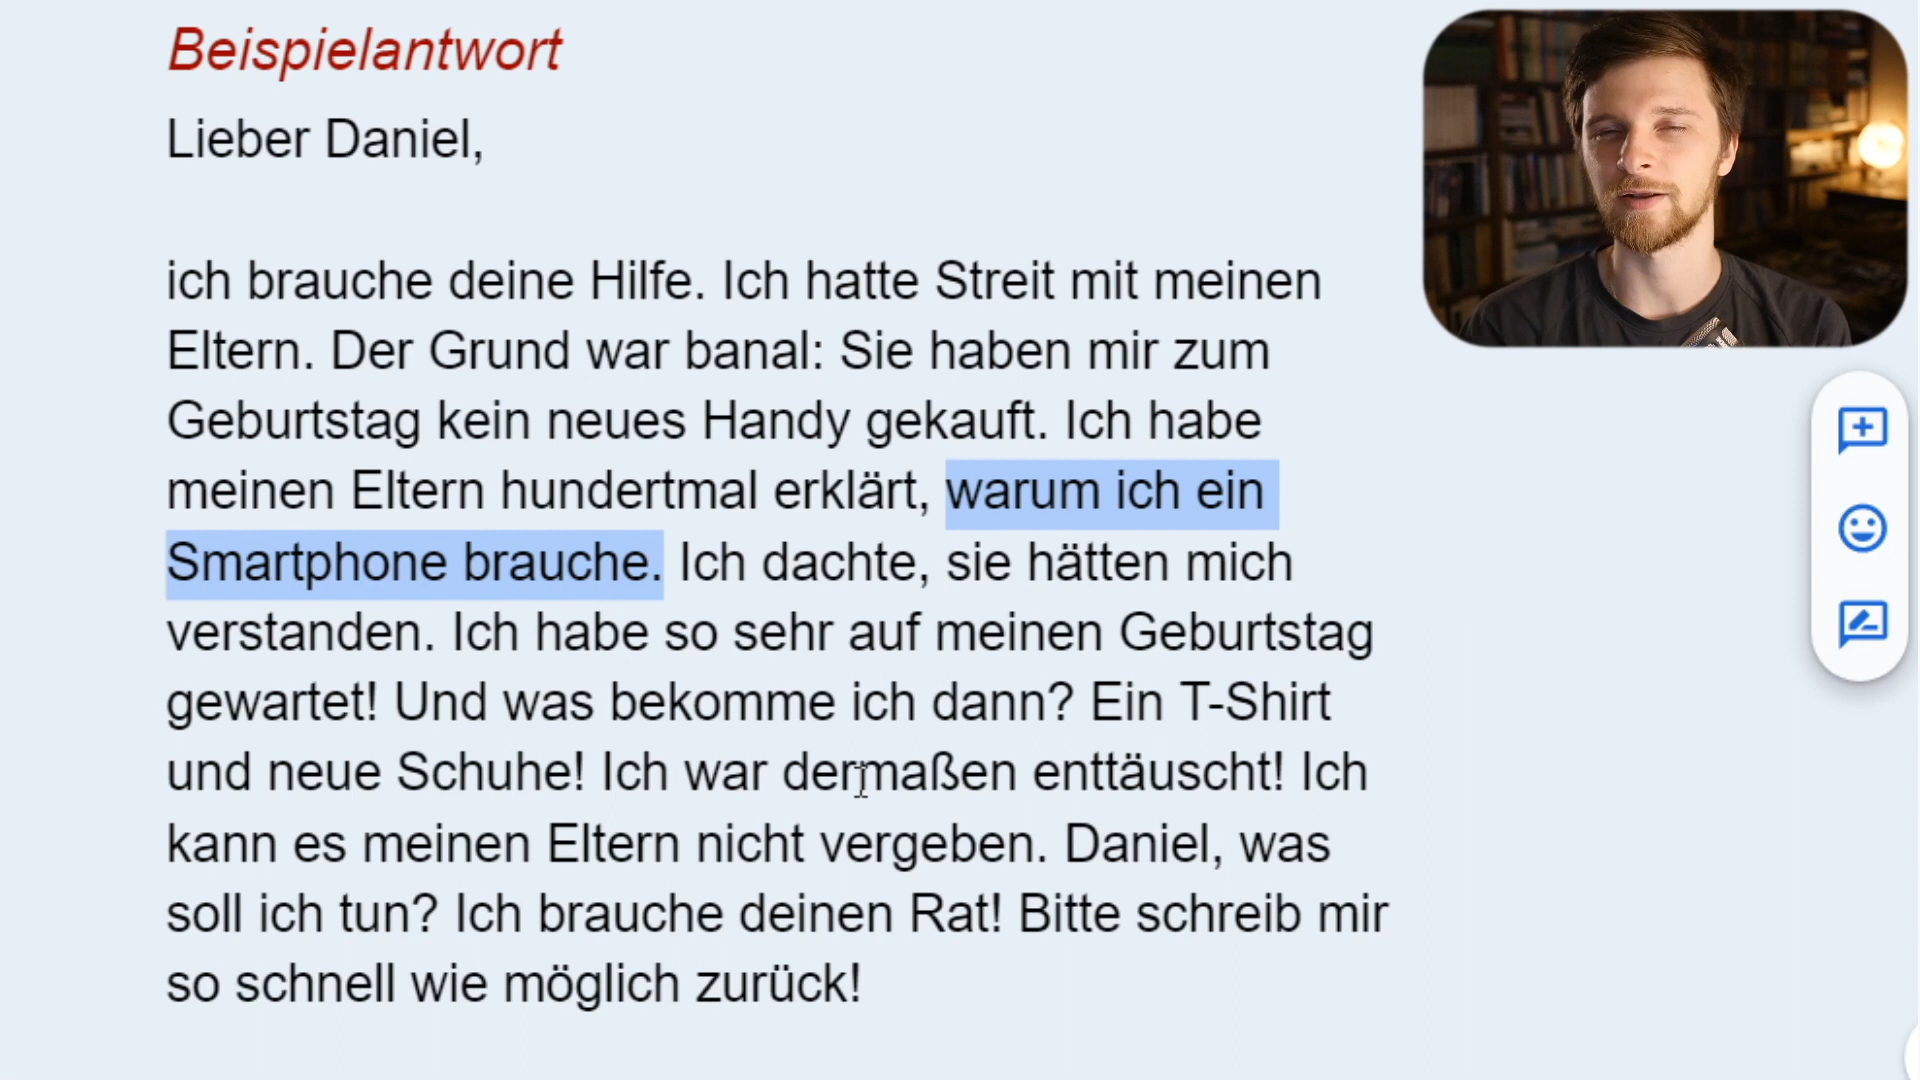 Beispielantwort
Lieber Daniel,
ich brauche deine Hilfe. Ich hatte Streit mit meinen
Eltern. Der Grund war banal: Sie haben mir zum
Geburtstag kein neues Handy gekauft. Ich habe
meinen Eltern hundertmal erklärt, warum ich ein
Smartphone brauche. Ich dachte, sie hätten mich
verstanden. Ich habe so sehr auf meinen Geburtstag
gewartet! Und was bekomme ich dann? Ein T-Shirt
und neue Schuhe! Ich war dermaßen enttäuscht! Ich
kann es meinen Eltern nicht vergeben. Daniel, was
soll ich tun? Ich brauche deinen Rat! Bitte schreib mir
so schnell wie möglich zurück!